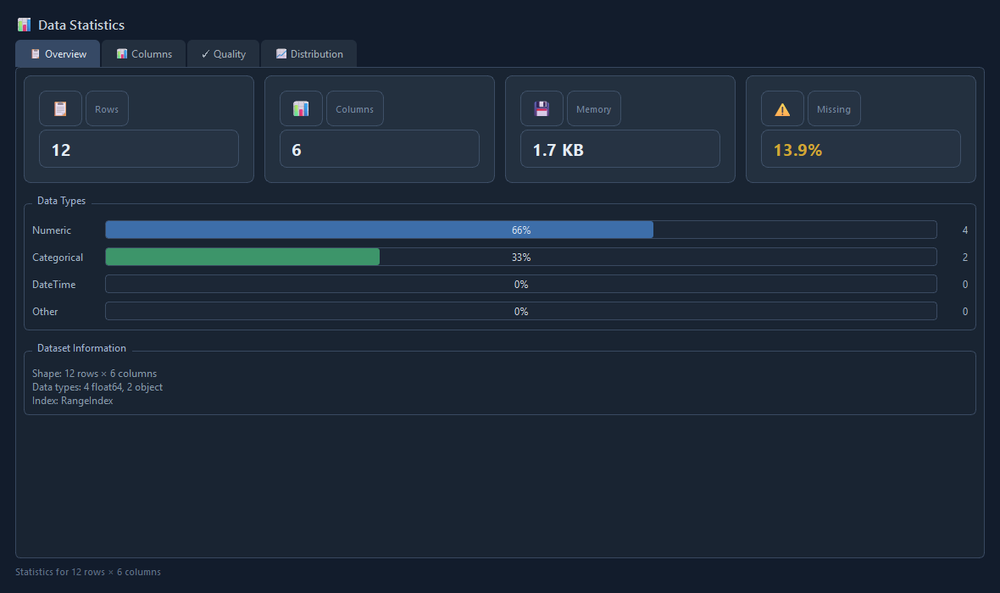 Data Statistics
Overview Columns ✓ Quality Distribution
Rows Columns Memory Missing
12 6 1.7 KB 13.9%
Data Types
Numeric 66% 4
Categorical 33% 2
DateTime 0% 0
Other 0% 0
Dataset Information
Shape: 12 rows × 6 columns
Data types: 4 float64, 2 object
Index: RangeIndex
Statistics for 12 rows × 6 columns